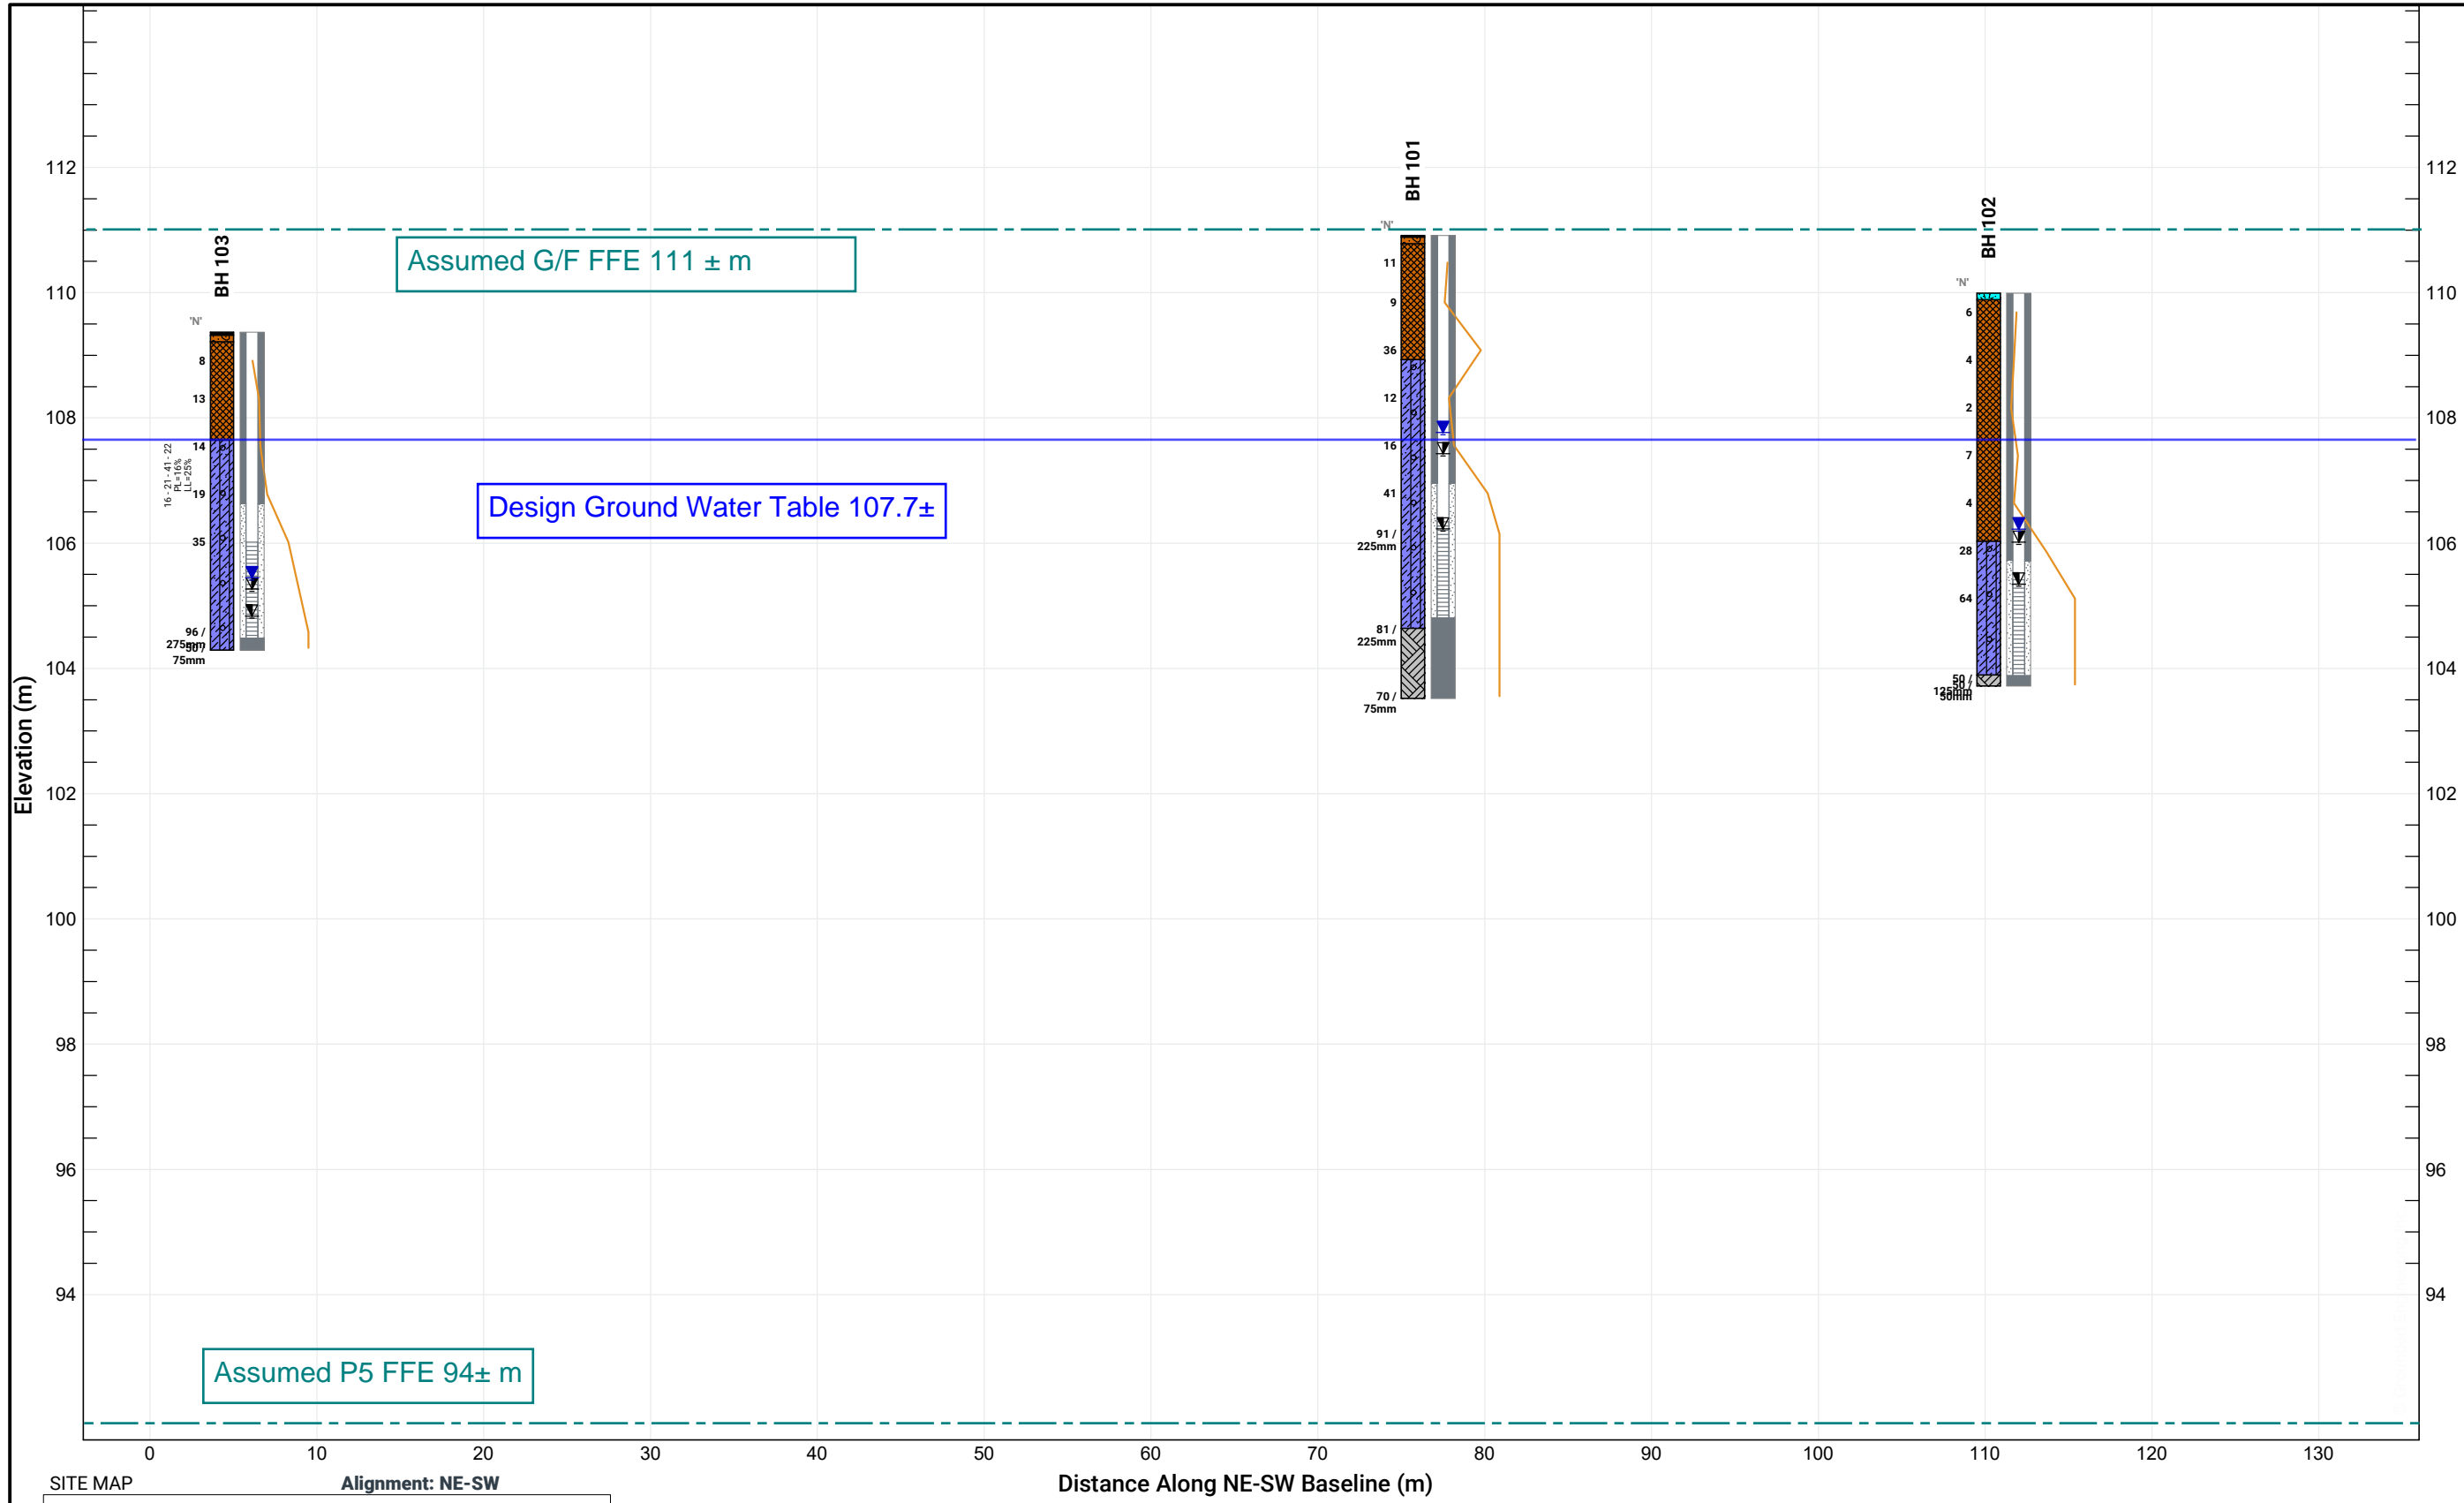 BH 101
BH 102
BH 103
Assumed G/F FFE 111 ± m
Design Ground Water Table 107.7±
Assumed P5 FFE 94± m
'N'
8
13
14
19
35
96 /
275mm
50 /
75mm
16 - 21 - 41 - 22
PL=16%
LL=25%
'N'
11
9
36
12
16
41
91 /
225mm
81 /
225mm
70 /
75mm
'N'
6
4
2
7
4
28
64
50 /
125mm
50 /
50mm
Elevation (m)
112
110
108
106
104
102
100
98
96
94
112
110
108
106
104
102
100
98
96
94
0 10 20 30 40 50 60 70 80 90 100 110 120 130
Distance Along NE-SW Baseline (m)
SITE MAP
Alignment: NE-SW